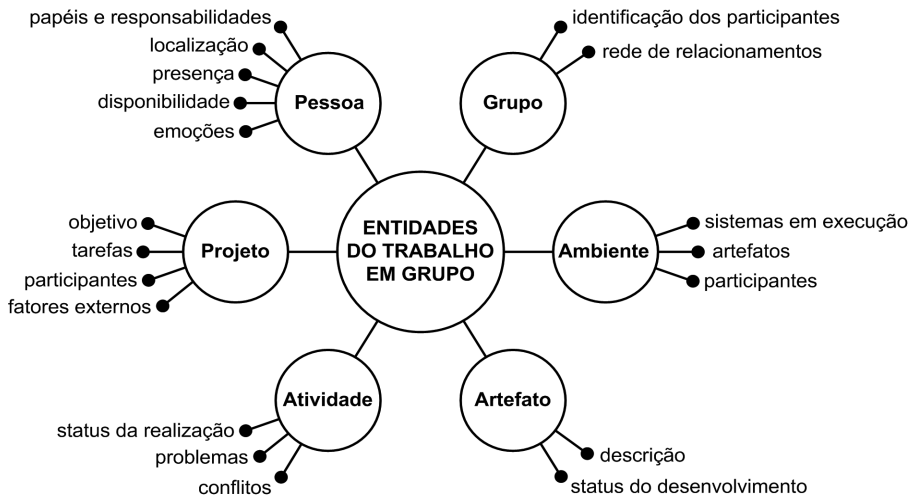 papéis e responsabilidades
localização
presença
disponibilidade
emoções
Pessoa
identificação dos participantes
rede de relacionamentos
Grupo
objetivo
tarefas
participantes
fatores externos
Projeto
ENTIDADES
DO TRABALHO
EM GRUPO
Ambiente
sistemas em execução
artefatos
participantes
Atividade
status da realização
problemas
conflitos
Artefato
descrição
status do desenvolvimento